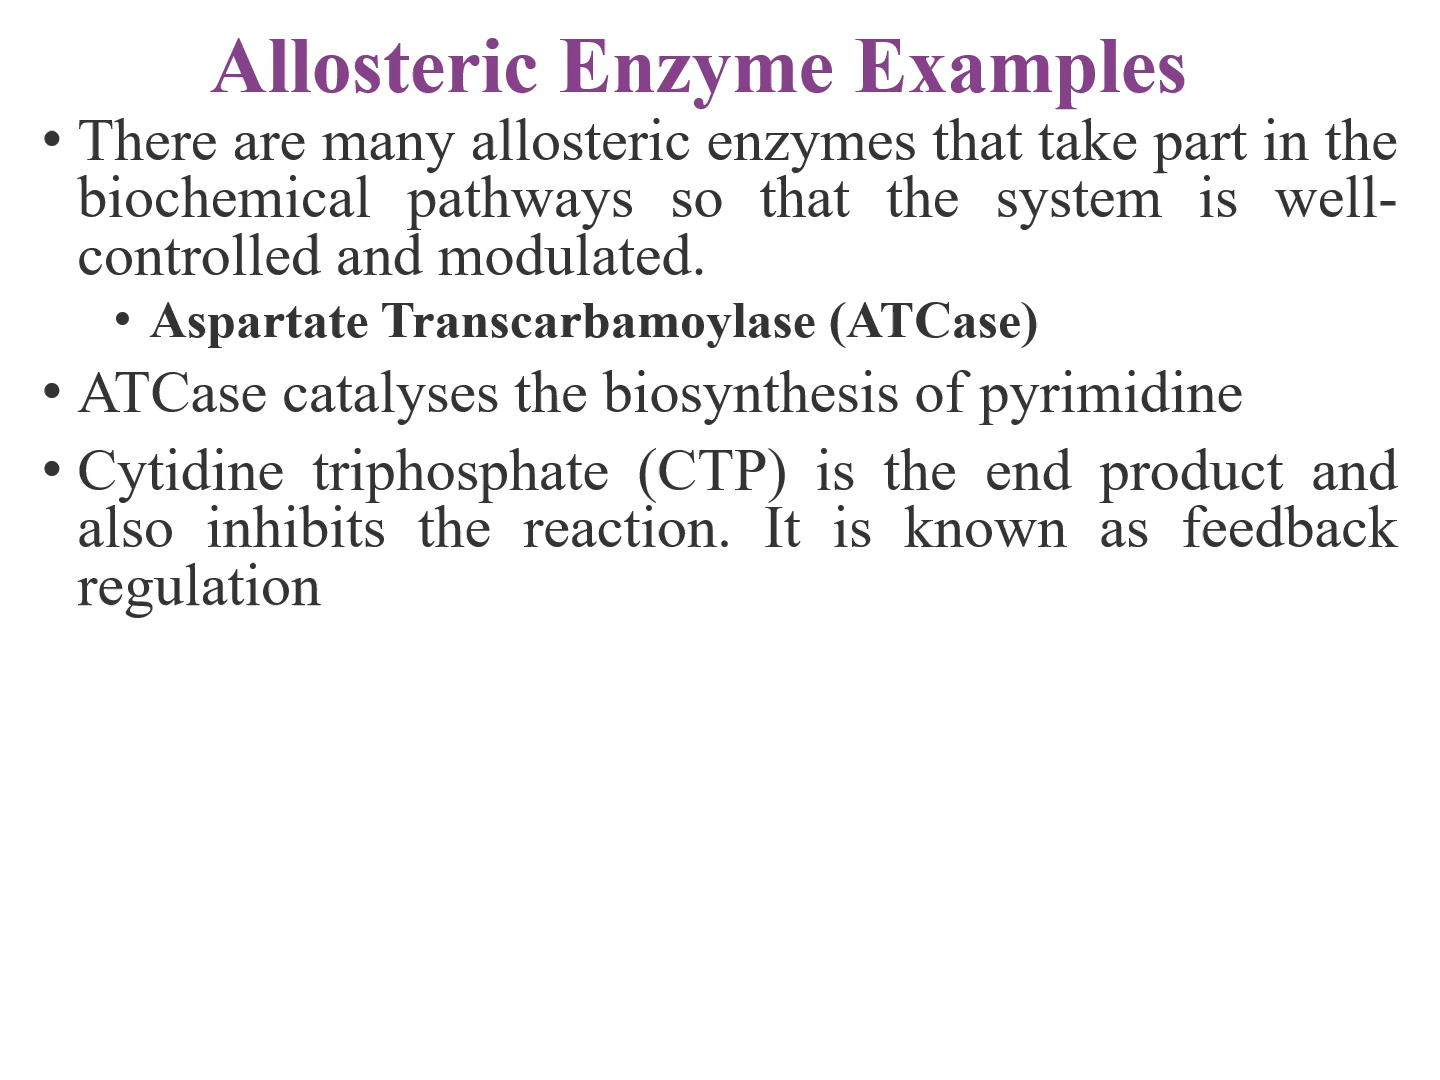 Allosteric Enzyme Examples
• There are many allosteric enzymes that take part in the
biochemical pathways so that the system is well-
controlled and modulated.
• Aspartate Transcarbamoylase (ATCase)
• ATCase catalyses the biosynthesis of pyrimidine
• Cytidine triphosphate (CTP) is the end product and
also inhibits the reaction. It is known as feedback
regulation